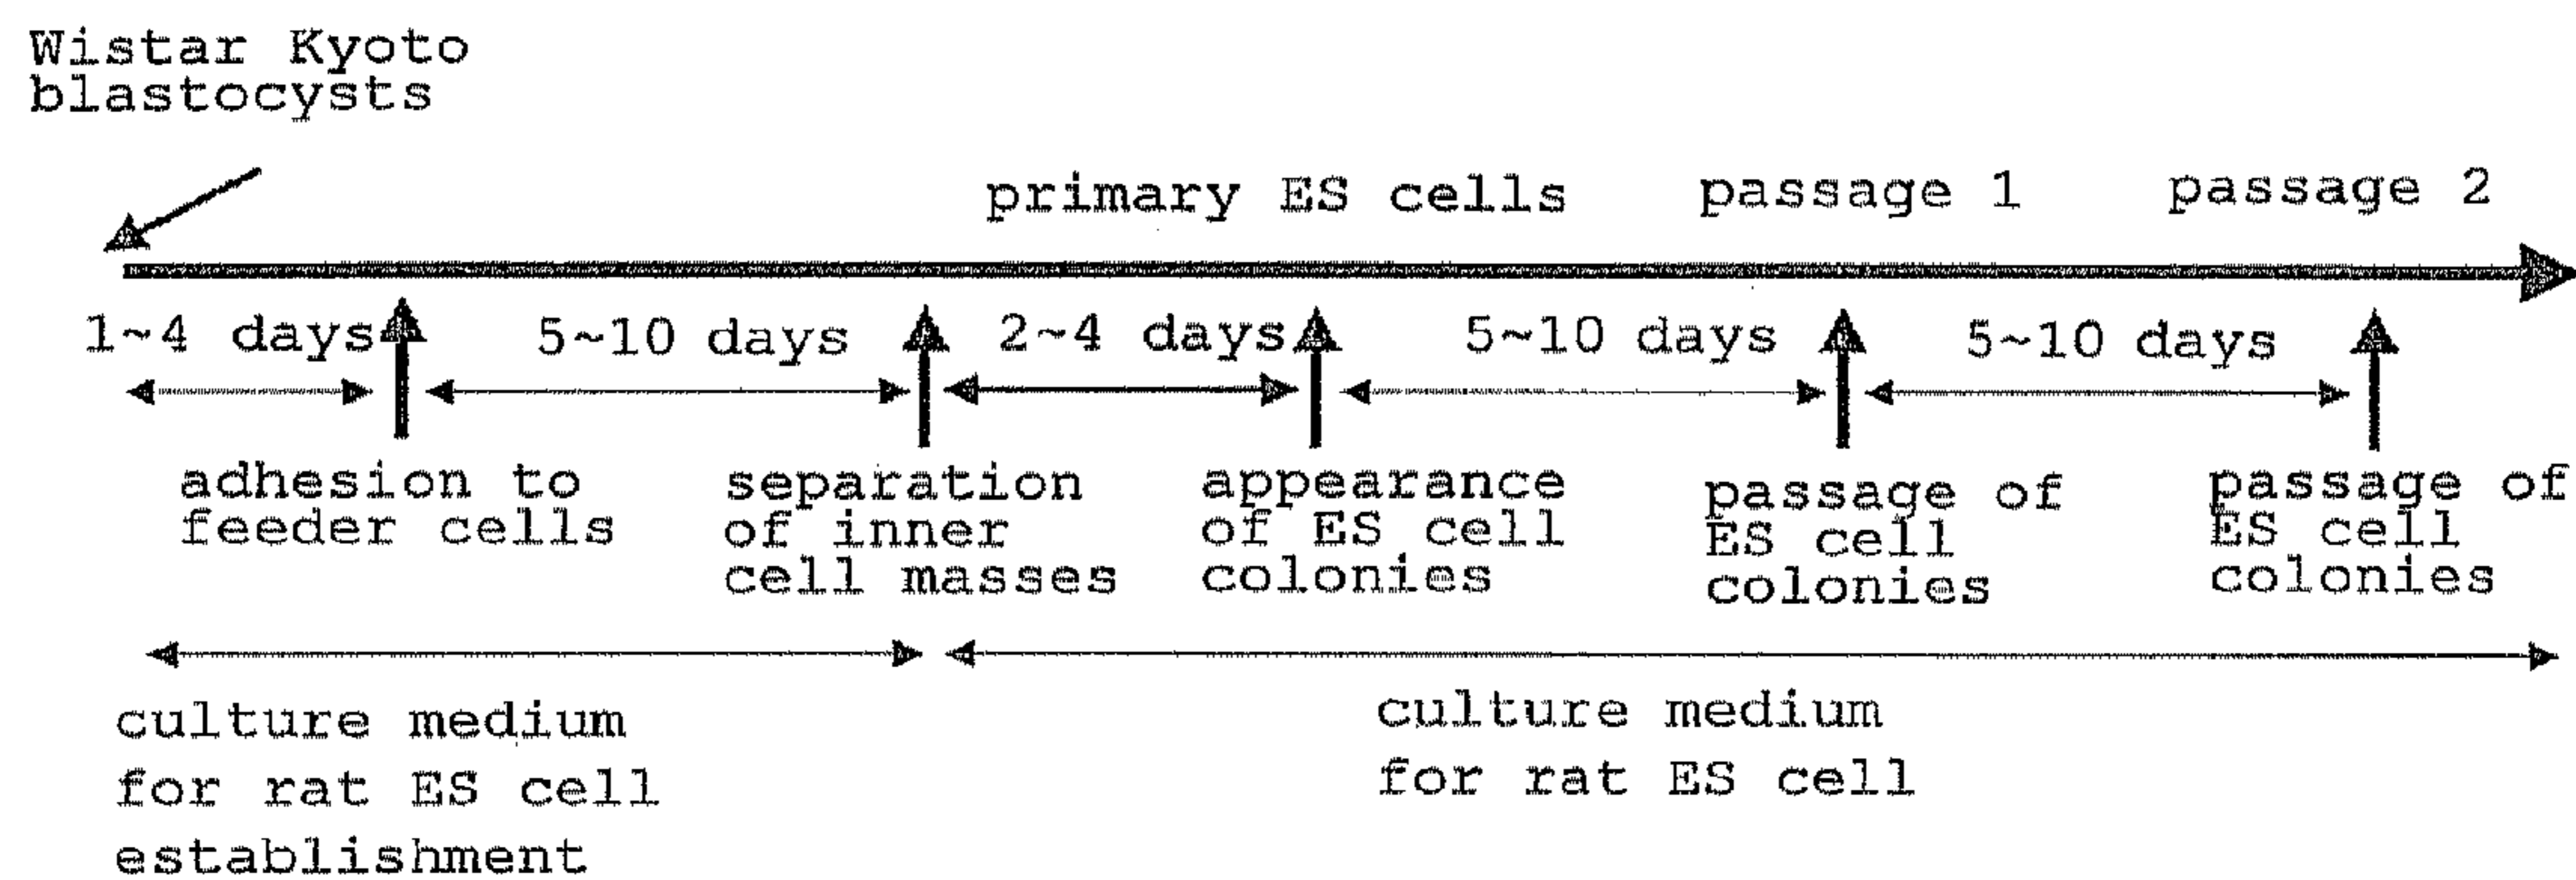 Wistar Kyoto
blastocysts
primary ES cells
passage 1
passage 2
1~4 days
5~10 days
2~4 days
5~10 days
5~10 days
adhesion to
feeder cells
separation
of inner
cell masses
appearance
of ES cell
colonies
passage of
ES cell
colonies
passage of
ES cell
colonies
culture medium
for rat ES cell
establishment
culture medium
for rat ES cell